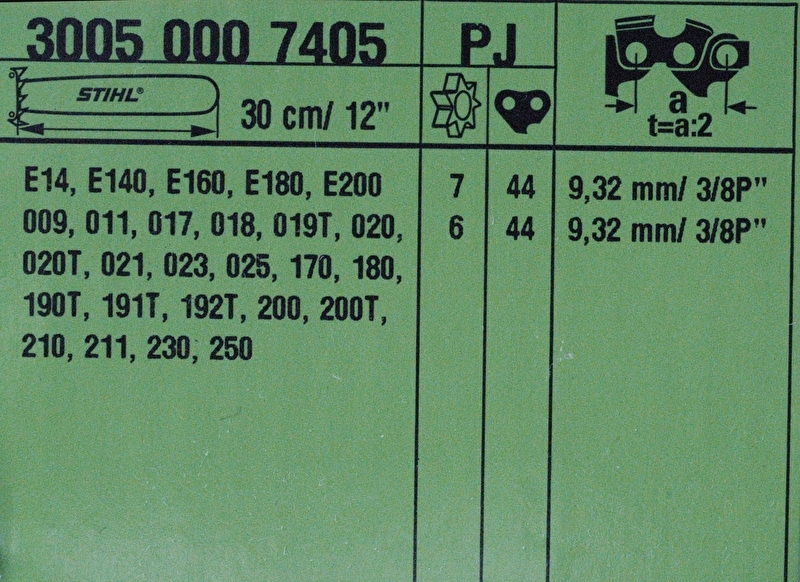 3005 000 7405 PJ
STIHL® 30 cm/ 12" a
t=a:2
E14, E140, E160, E180, E200 7 44 9,32 mm/ 3/8P"
009, 011, 017, 018, 019T, 020, 6 44 9,32 mm/ 3/8P"
020T, 021, 023, 025, 170, 180,
190T, 191T, 192T, 200, 200T,
210, 211, 230, 250